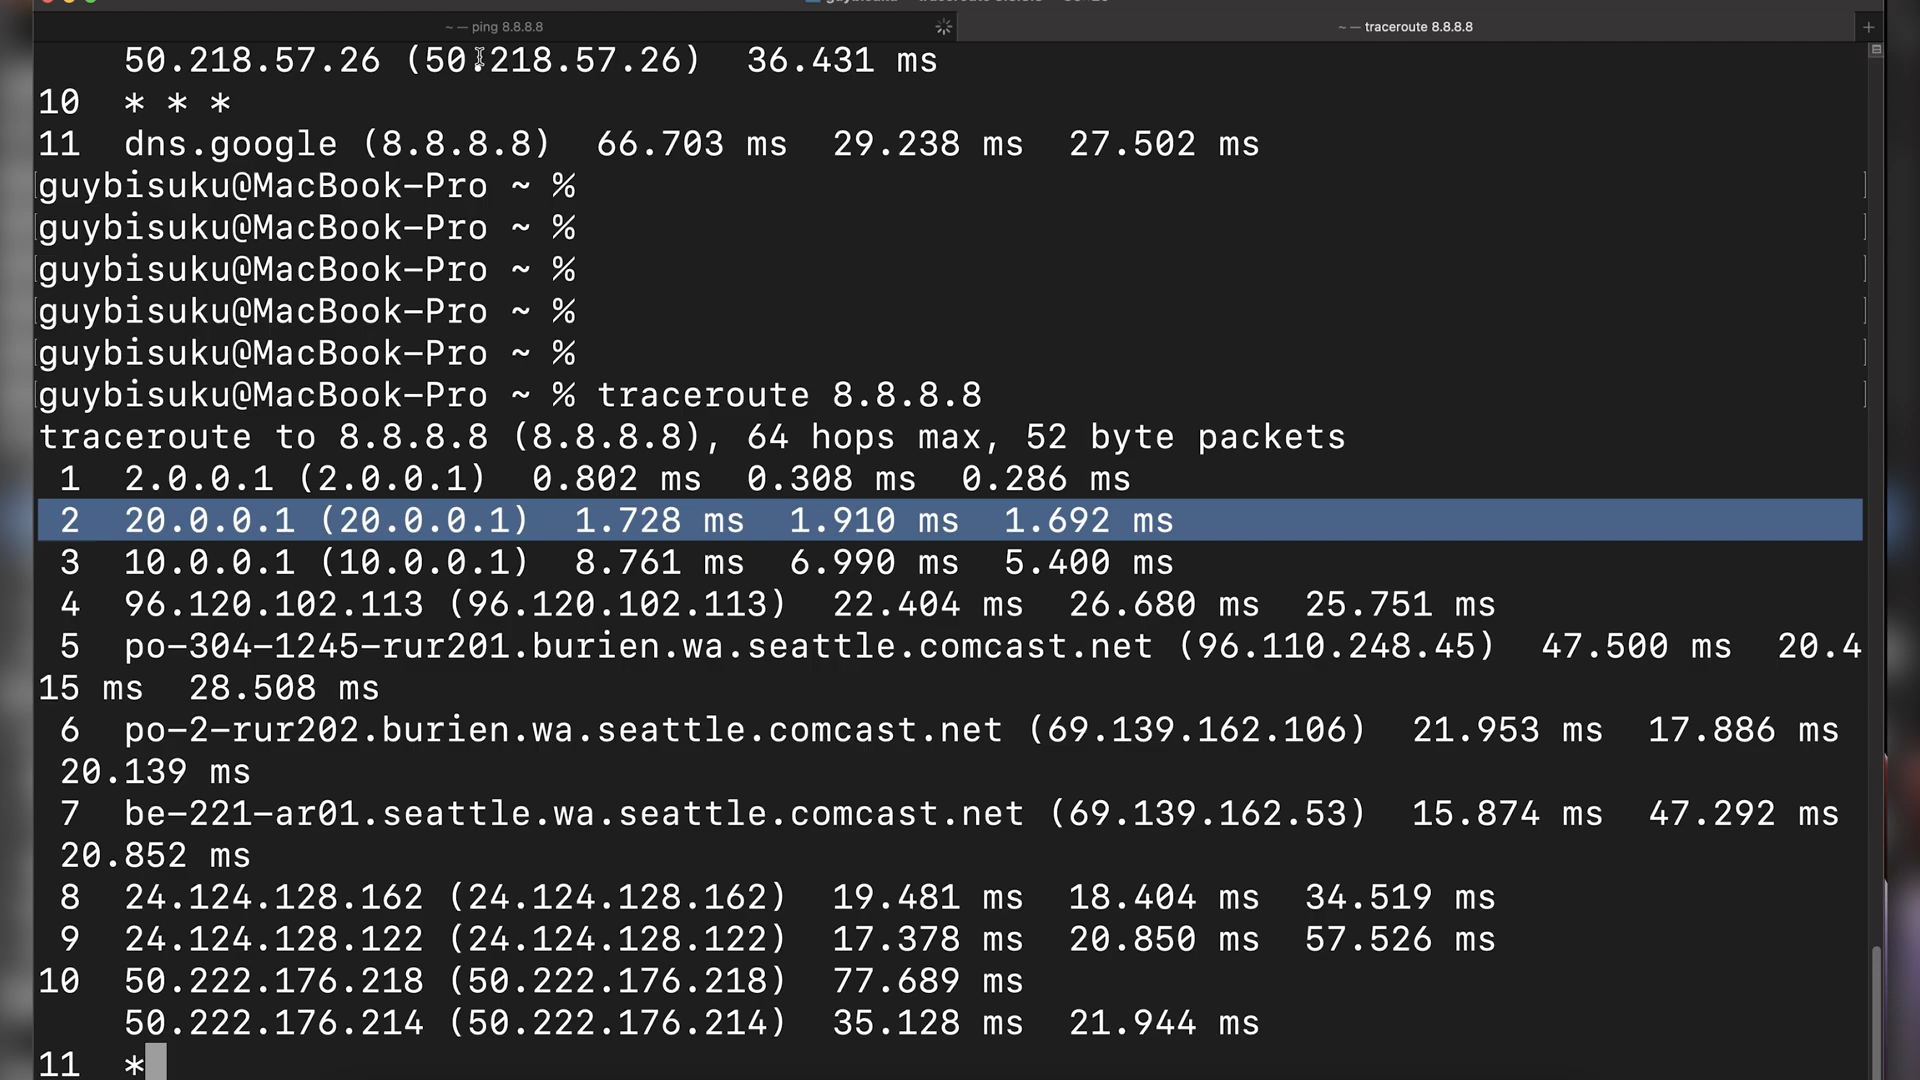 ~ — ping 8.8.8.8
~ — traceroute 8.8.8.8
50.218.57.26 (50.218.57.26) 36.431 ms
10 * * *
11 dns.google (8.8.8.8) 66.703 ms 29.238 ms 27.502 ms
guybisuku@MacBook-Pro ~ %
guybisuku@MacBook-Pro ~ %
guybisuku@MacBook-Pro ~ %
guybisuku@MacBook-Pro ~ %
guybisuku@MacBook-Pro ~ %
guybisuku@MacBook-Pro ~ % traceroute 8.8.8.8
traceroute to 8.8.8.8 (8.8.8.8), 64 hops max, 52 byte packets
1 2.0.0.1 (2.0.0.1) 0.802 ms 0.308 ms 0.286 ms
2 20.0.0.1 (20.0.0.1) 1.728 ms 1.910 ms 1.692 ms
3 10.0.0.1 (10.0.0.1) 8.761 ms 6.990 ms 5.400 ms
4 96.120.102.113 (96.120.102.113) 22.404 ms 26.680 ms 25.751 ms
5 po-304-1245-rur201.burien.wa.seattle.comcast.net (96.110.248.45) 47.500 ms 20.4
15 ms 28.508 ms
6 po-2-rur202.burien.wa.seattle.comcast.net (69.139.162.106) 21.953 ms 17.886 ms
20.139 ms
7 be-221-ar01.seattle.wa.seattle.comcast.net (69.139.162.53) 15.874 ms 47.292 ms
20.852 ms
8 24.124.128.162 (24.124.128.162) 19.481 ms 18.404 ms 34.519 ms
9 24.124.128.122 (24.124.128.122) 17.378 ms 20.850 ms 57.526 ms
10 50.222.176.218 (50.222.176.218) 77.689 ms
50.222.176.214 (50.222.176.214) 35.128 ms 21.944 ms
11 *